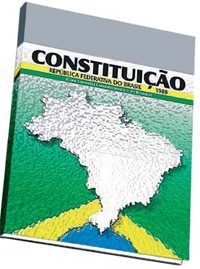 CONSTITUIÇÃO
REPÚBLICA FEDERATIVA DO BRASIL
1988